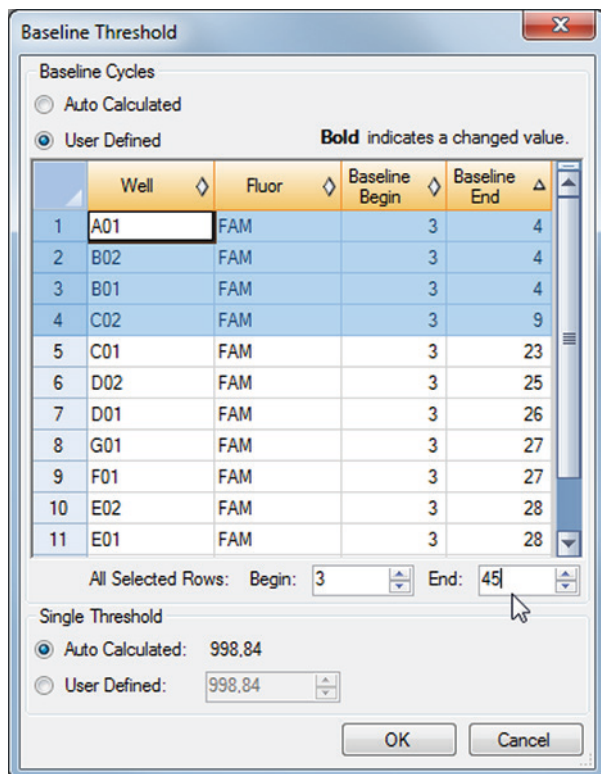 Baseline Threshold
Baseline Cycles
Auto Calculated
User Defined Bold indicates a changed value.
Well Fluor Baseline Begin Baseline End
1 A01 FAM 3 4
2 B02 FAM 3 4
3 B01 FAM 3 4
4 C02 FAM 3 9
5 C01 FAM 3 23
6 D02 FAM 3 25
7 D01 FAM 3 26
8 G01 FAM 3 27
9 F01 FAM 3 27
10 E02 FAM 3 28
11 E01 FAM 3 28
All Selected Rows: Begin: 3 End: 45
Single Threshold
Auto Calculated: 998,84
User Defined: 998,84
OK Cancel